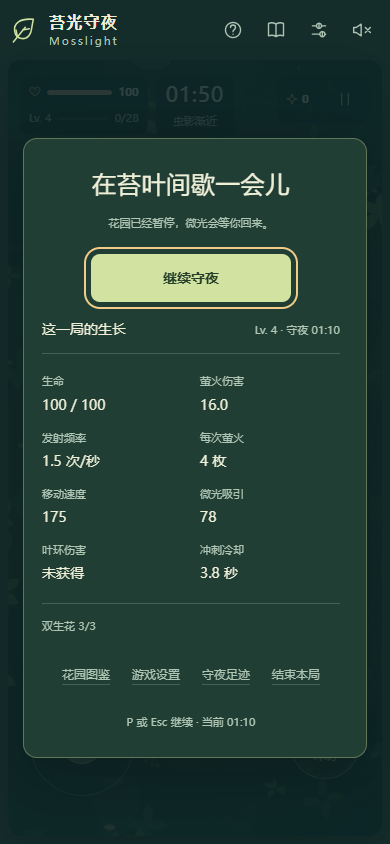 苔光守夜
Mosslight
100
01:50
0
Lv. 4
0/28
虫影渐近
在苔叶间歇一会儿
花园已经暂停，微光会等你回来。
继续守夜
这一局的生长
Lv. 4 · 守夜 01:10
生命
萤火伤害
100 / 100
16.0
发射频率
每次萤火
1.5 次/秒
4 枚
移动速度
微光吸引
175
78
叶环伤害
冲刺冷却
未获得
3.8 秒
双生花 3/3
花园图鉴
游戏设置
守夜足迹
结束本局
P 或 Esc 继续 · 当前 01:10